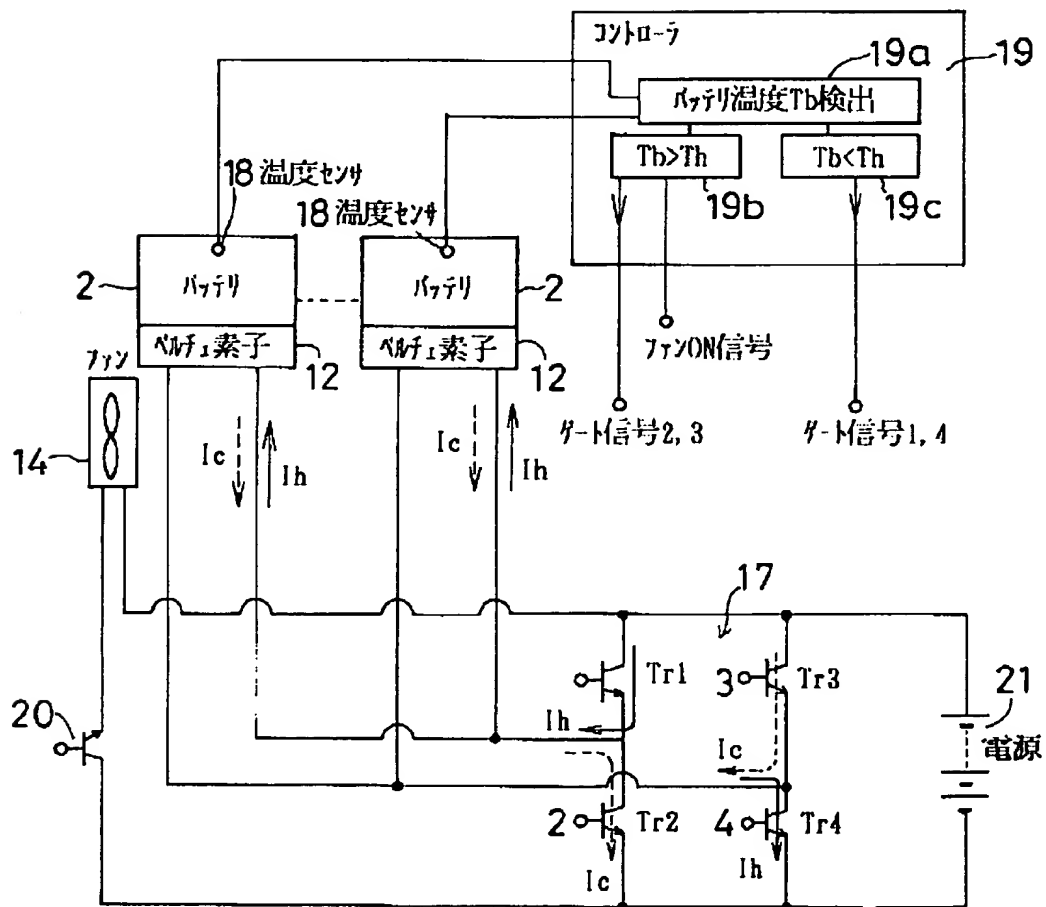 コントローラ
19a
19
バッテリ温度Tb検出
Tb>Th
Tb<Th
19b
19c
18 温度センサ
18 温度センサ
2
バッテリ
バッテリ
2
ペルチェ素子
ペルチェ素子
12
12
ファンON信号
ファン
ゲート信号2, 3
ゲート信号1, 4
14
Ic
Ih
Ic
Ih
17
Tr1
3
Tr3
21
電源
20
Ih
Ic
2
Tr2
4
Tr4
Ic
Ih